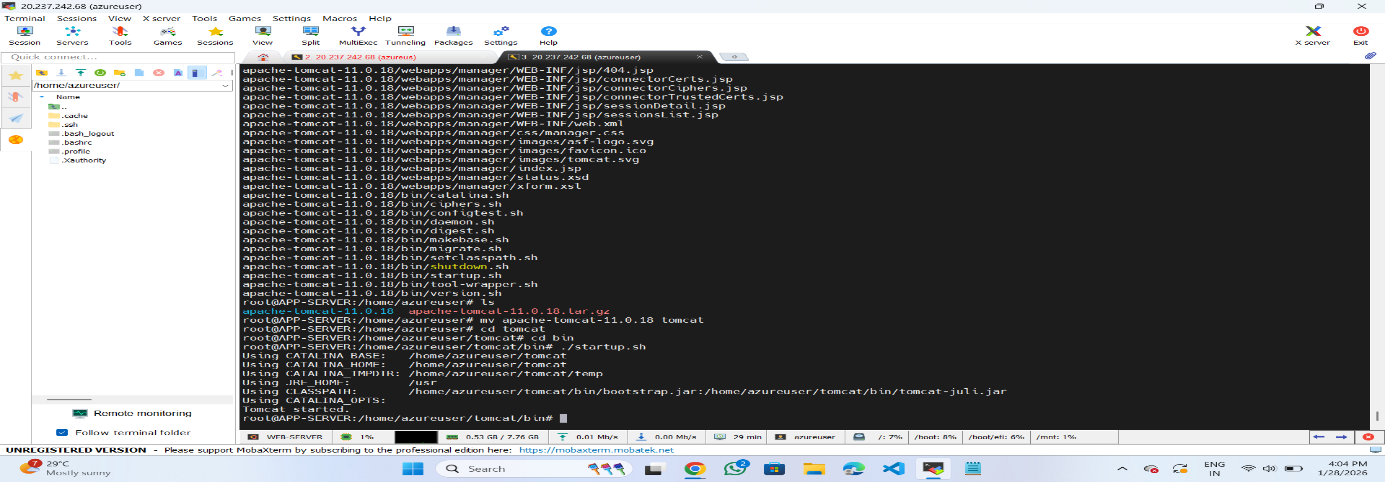 20.237.242.68 (azureuser)
Terminal Sessions View X server Tools Games Settings Macros Help
Session Servers Tools Games Sessions View Split MultiExec Tunneling Packages Settings Help X server Exit
Quick connect...
2. 20.237.242.68 (azureus
3. 20.237.242.68 (azureuser)
/home/azureuser/
Name
..
.cache
.ssh
.bash_logout
.bashrc
.profile
.Xauthority
Remote monitoring
Follow terminal folder
apache-tomcat-11.0.18/webapps/manager/WEB-INF/jsp/404.jsp
apache-tomcat-11.0.18/webapps/manager/WEB-INF/jsp/connectorCerts.jsp
apache-tomcat-11.0.18/webapps/manager/WEB-INF/jsp/connectorCiphers.jsp
apache-tomcat-11.0.18/webapps/manager/WEB-INF/jsp/connectorTrustedCerts.jsp
apache-tomcat-11.0.18/webapps/manager/WEB-INF/jsp/sessionDetail.jsp
apache-tomcat-11.0.18/webapps/manager/WEB-INF/jsp/sessionsList.jsp
apache-tomcat-11.0.18/webapps/manager/WEB-INF/web.xml
apache-tomcat-11.0.18/webapps/manager/css/manager.css
apache-tomcat-11.0.18/webapps/manager/images/asf-logo.svg
apache-tomcat-11.0.18/webapps/manager/images/favicon.ico
apache-tomcat-11.0.18/webapps/manager/images/tomcat.svg
apache-tomcat-11.0.18/webapps/manager/index.jsp
apache-tomcat-11.0.18/webapps/manager/status.xsd
apache-tomcat-11.0.18/webapps/manager/xform.xsl
apache-tomcat-11.0.18/bin/catalina.sh
apache-tomcat-11.0.18/bin/ciphers.sh
apache-tomcat-11.0.18/bin/configtest.sh
apache-tomcat-11.0.18/bin/daemon.sh
apache-tomcat-11.0.18/bin/digest.sh
apache-tomcat-11.0.18/bin/makebase.sh
apache-tomcat-11.0.18/bin/migrate.sh
apache-tomcat-11.0.18/bin/setclasspath.sh
apache-tomcat-11.0.18/bin/shutdown.sh
apache-tomcat-11.0.18/bin/startup.sh
apache-tomcat-11.0.18/bin/tool-wrapper.sh
apache-tomcat-11.0.18/bin/version.sh
root@APP-SERVER:/home/azureuser# ls
apache-tomcat-11.0.18 apache-tomcat-11.0.18.tar.gz
root@APP-SERVER:/home/azureuser# mv apache-tomcat-11.0.18 tomcat
root@APP-SERVER:/home/azureuser# cd tomcat
root@APP-SERVER:/home/azureuser/tomcat# cd bin
root@APP-SERVER:/home/azureuser/tomcat/bin# ./startup.sh
Using CATALINA_BASE: /home/azureuser/tomcat
Using CATALINA_HOME: /home/azureuser/tomcat
Using CATALINA_TMPDIR: /home/azureuser/tomcat/temp
Using JRE_HOME: /usr
Using CLASSPATH: /home/azureuser/tomcat/bin/bootstrap.jar:/home/azureuser/tomcat/bin/tomcat-juli.jar
Using CATALINA_OPTS:
Tomcat started.
root@APP-SERVER:/home/azureuser/tomcat/bin#
WEB-SERVER 1% 0.53 GB / 7.76 GB 0.01 Mb/s 0.00 Mb/s 29 min azureuser /: 7% /boot: 8% /boot/efi: 6% /mnt: 1%
UNREGISTERED VERSION - Please support MobaXterm by subscribing to the professional edition here: https://mobaxterm.mobatek.net
7
29°C
Mostly sunny
Search
2
ENG
IN
4:04 PM
1/28/2026